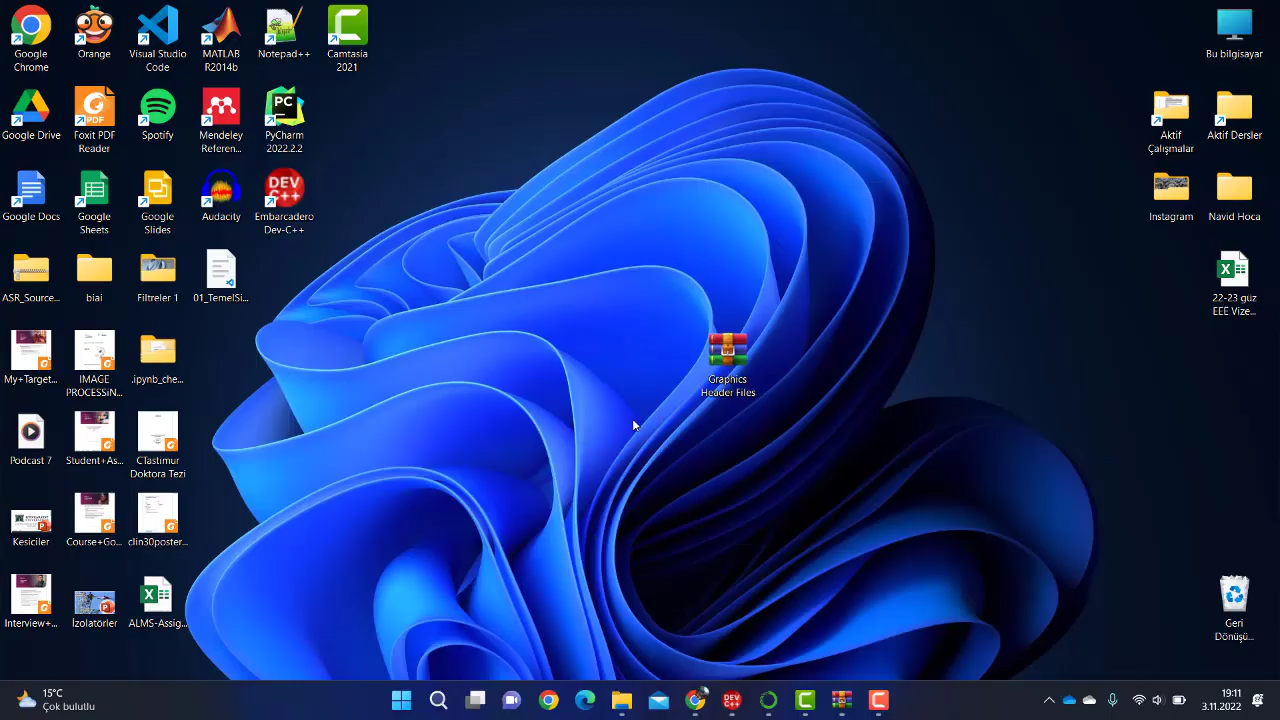 Google
Chrome
Orange
Visual Studio
Code
MATLAB
R2014b
Notepad++
Camtasia
2021
Bu bilgisayar
Google Drive
Foxit PDF
Reader
Spotify
Mendeley
Referen...
PyCharm
2022.2.2
Aktif
Çalışmalar
Aktif Dersler
Google Docs
Google
Sheets
Google
Slides
Audacity
Embarcadero
Dev-C++
Instagram
Navid Hoca
ASR_Source...
biai
Filtreler 1
01_TemelSi...
22-23 güz
EEE Vize...
My+Target...
IMAGE
PROCESSiN...
.ipynb_che...
Graphics
Header Files
Podcast 7
Student+As...
CTastimur
Doktora Tezi
Kesiciler
Course+Go...
clin30poster...
Interview+...
İzolatörler
ALMS-Assig...
Geri
Dönüşü...
15°C
Çok bulutlu
DEV
C++
19:11
3.11.2022